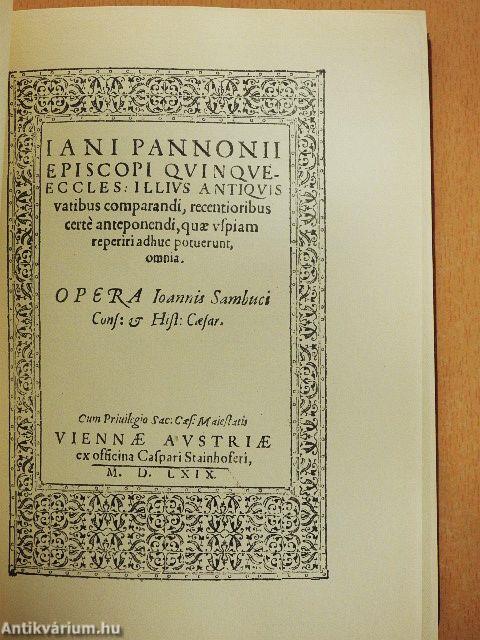 IANI PANNONII
EPISCOPI QVINQVE-
ECCLES: ILLIVS ANTIQVIS
vatibus comparandi, recentioribus
certè anteponendi, quæ vſpiam
reperiri adhuc potuerunt,
omnia.
OPERA Ioannis Sambuci
Conſ: & Hiſt: Cæſar.
Cum Privilegio Sac: Cæſ: Maieſtatis
VIENNÆ AVSTRIÆ
ex officina Caſpari Stainhoferi,
M. D. LXIX.
Antikvárium.hu